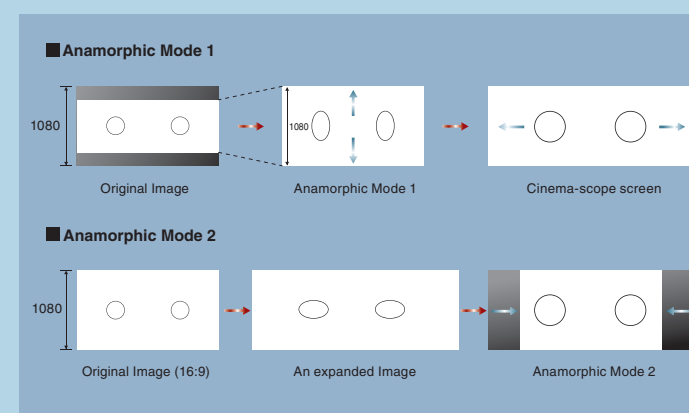 Anamorphic Mode 1
1080
1080
Original Image
Anamorphic Mode 1
Cinema-scope screen
Anamorphic Mode 2
1080
Original Image (16:9)
An expanded Image
Anamorphic Mode 2